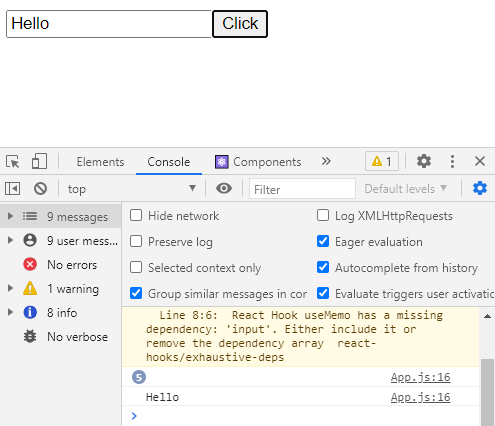 Hello Click
Elements Console Components » 1
top Filter Default levels
9 messages
9 user mess...
No errors
1 warning
8 info
No verbose
Hide network Log XMLHttpRequests
Preserve log Eager evaluation
Selected context only Autocomplete from history
Group similar messages in cor Evaluate triggers user activatic
Line 8:6: React Hook useMemo has a missing
dependency: 'input'. Either include it or
remove the dependency array react-
hooks/exhaustive-deps
5 App.js:16
Hello App.js:16